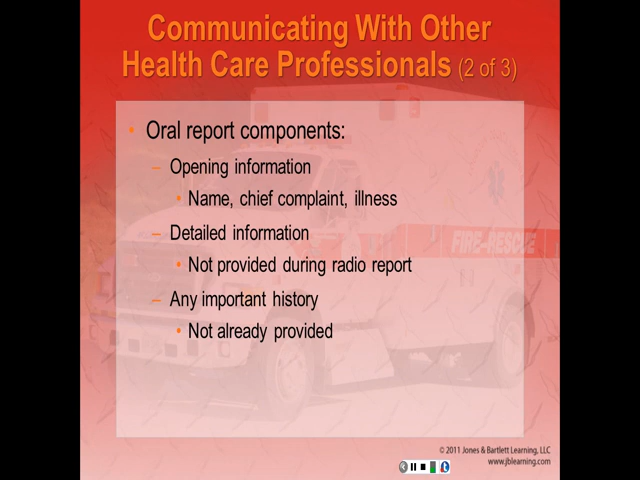 Communicating With Other
Health Care Professionals (2 of 3)
• Oral report components:
– Opening information
• Name, chief complaint, illness
– Detailed information
• Not provided during radio report
– Any important history
• Not already provided
FIRE-RESCUE
© 2011 Jones & Bartlett Learning, LLC
www.jblearning.com